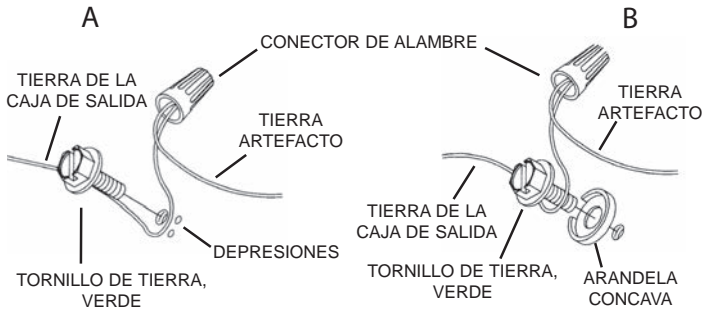 A
B
CONECTOR DE ALAMBRE
TIERRA DE LA
CAJA DE SALIDA
TIERRA
ARTEFACTO
DEPRESIONES
TORNILLO DE TIERRA,
VERDE
TIERRA
ARTEFACTO
TIERRA DE LA
CAJA DE SALIDA
TORNILLO DE TIERRA,
VERDE
ARANDELA
CONCAVA